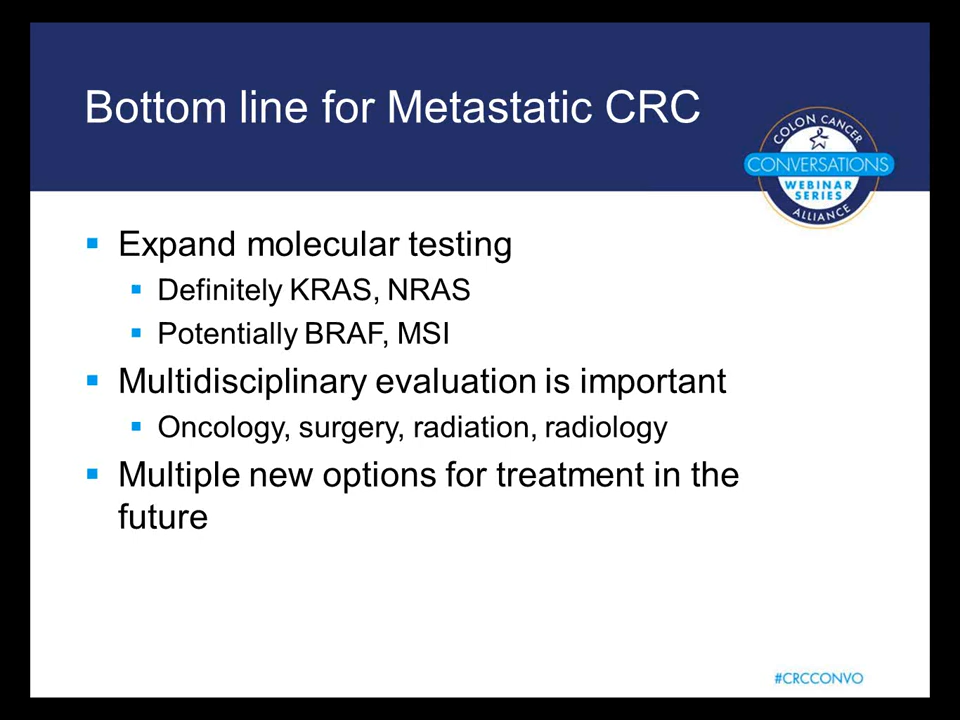 Bottom line for Metastatic CRC
COLON CANCER
CONVERSATIONS
WEBINAR
SERIES
ALLIANCE
Expand molecular testing
Definitely KRAS, NRAS
Potentially BRAF, MSI
Multidisciplinary evaluation is important
Oncology, surgery, radiation, radiology
Multiple new options for treatment in the
future
#CRCCONVO